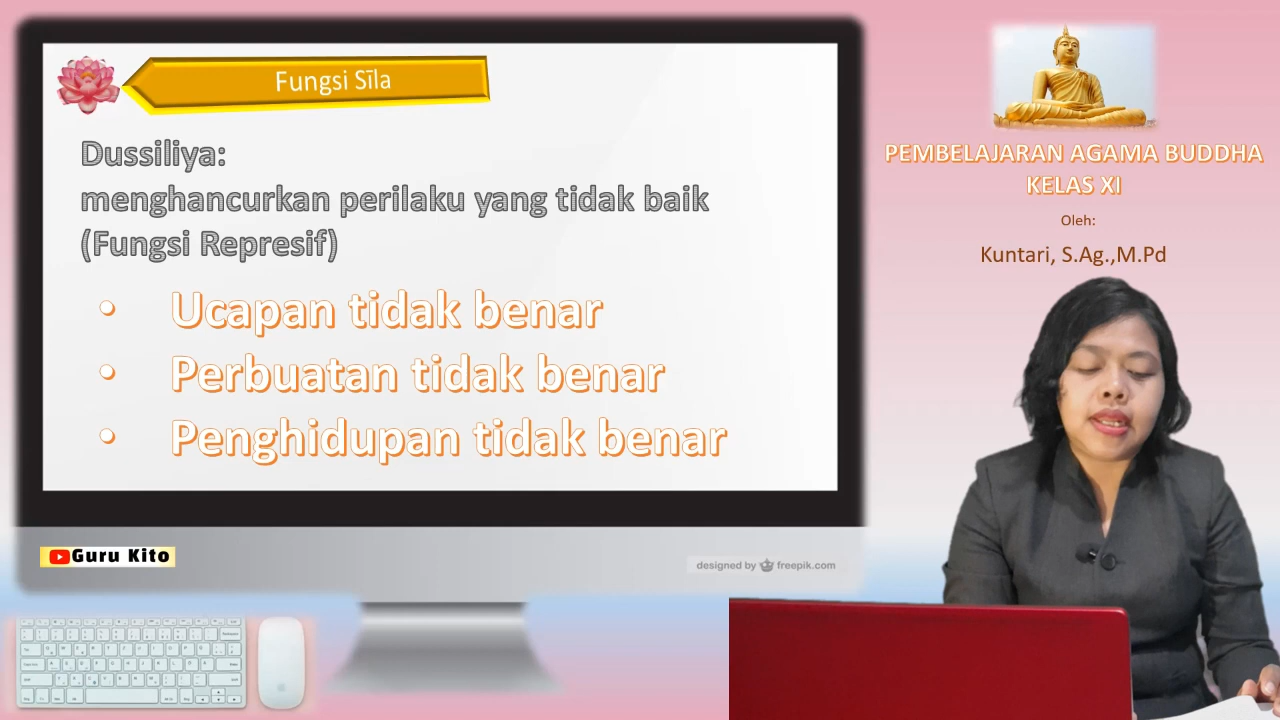 Fungsi Sīla
Dussiliya:
menghancurkan perilaku yang tidak baik
(Fungsi Represif)
• Ucapan tidak benar
• Perbuatan tidak benar
• Penghidupan tidak benar
Guru Kito
designed by freepik.com
PEMBELAJARAN AGAMA BUDDHA
KELAS XI
Oleh:
Kuntari, S.Ag.,M.Pd